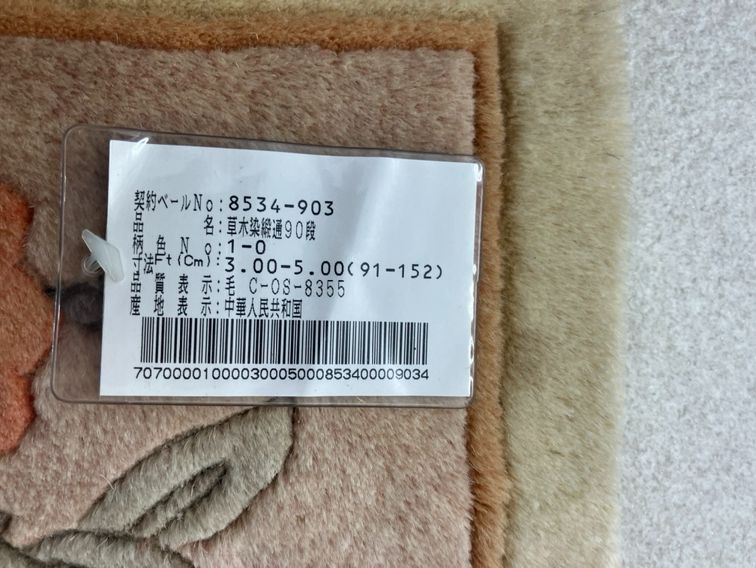 契約ベールNo:8534-903
品名:草木染緞通90段
柄色No:1-0
寸法Ft(Cm):3.00-5.00(91-152)
品質表示:毛 C-OS-8355
産地表示:中華人民共和国
70700001000030005000853400009034